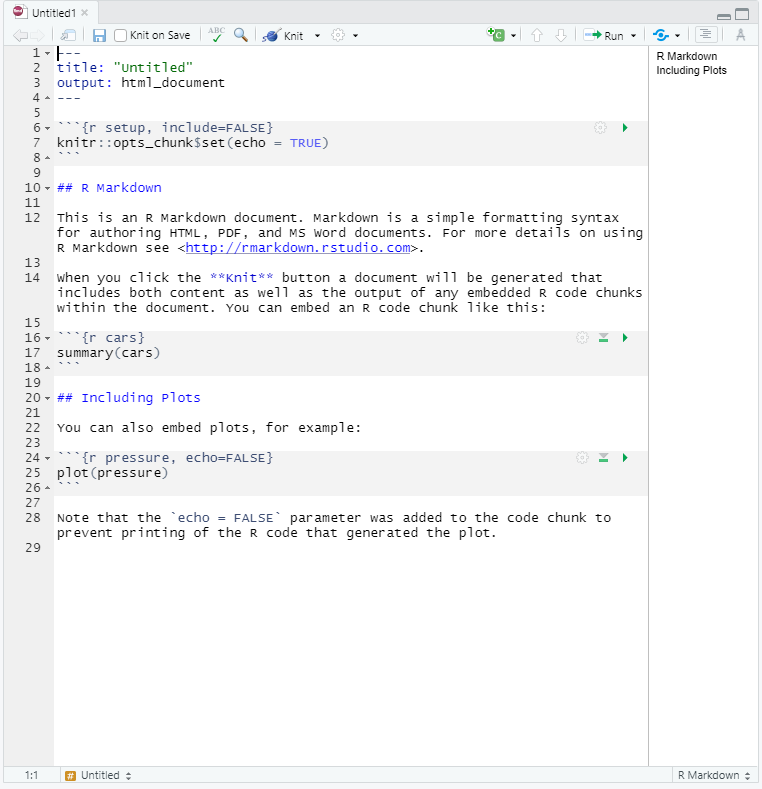 Untitled1
Knit on Save
ABC
Knit
Run
1 ---
2 title: "Untitled"
3 output: html_document
4 ---
5
6 ```{r setup, include=FALSE}
7 knitr::opts_chunk$set(echo = TRUE)
8 ```
9
10 ## R Markdown
11
12 This is an R Markdown document. Markdown is a simple formatting syntax
for authoring HTML, PDF, and MS Word documents. For more details on using
R Markdown see <http://rmarkdown.rstudio.com>.
13
14 When you click the **Knit** button a document will be generated that
includes both content as well as the output of any embedded R code chunks
within the document. You can embed an R code chunk like this:
15
16 ```{r cars}
17 summary(cars)
18 ```
19
20 ## Including Plots
21
22 You can also embed plots, for example:
23
24 ```{r pressure, echo=FALSE}
25 plot(pressure)
26 ```
27
28 Note that the `echo = FALSE` parameter was added to the code chunk to
prevent printing of the R code that generated the plot.
29
R Markdown
Including Plots
1:1
# Untitled
R Markdown